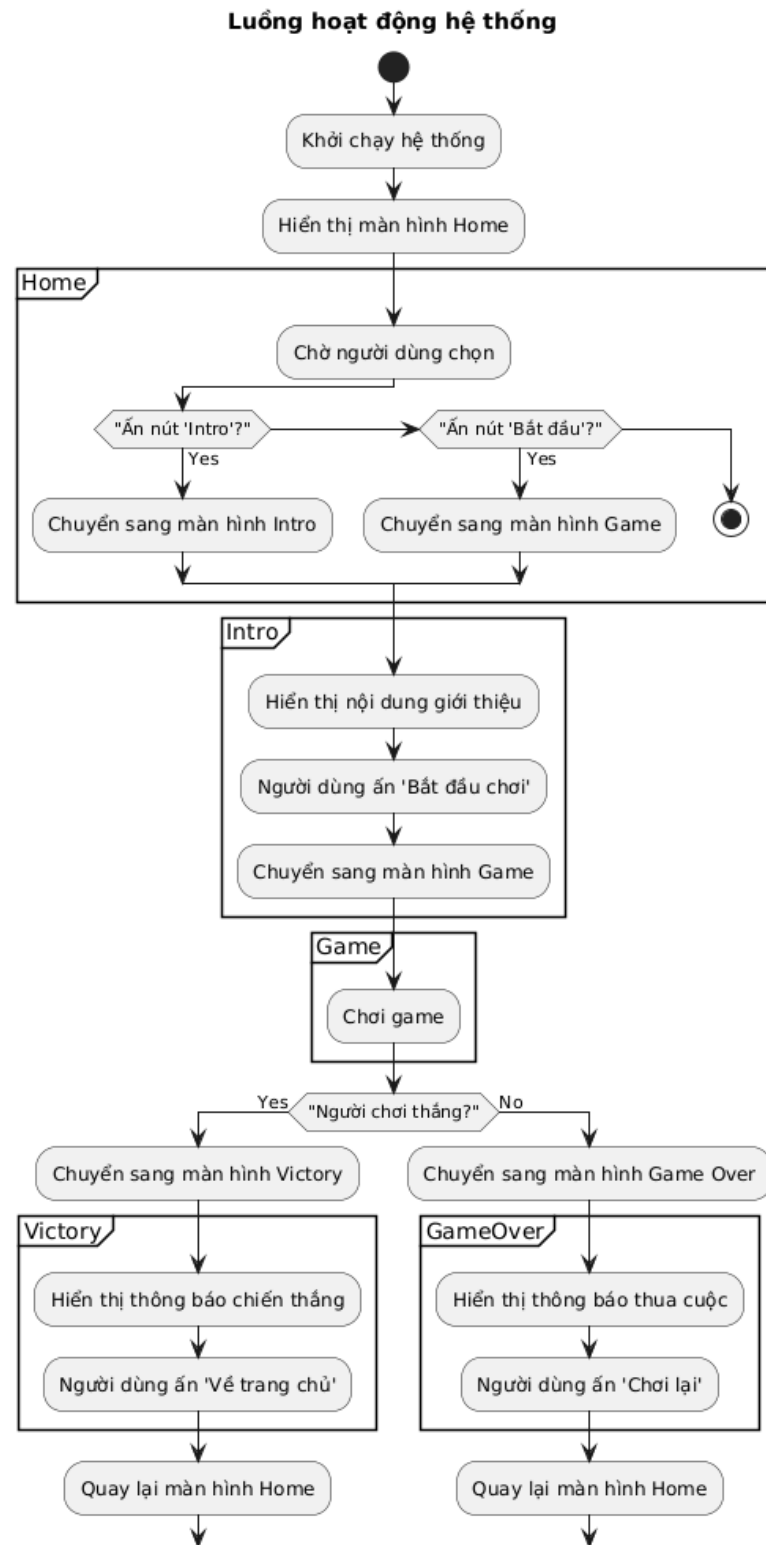 Luồng hoạt động hệ thống
Khởi chạy hệ thống
Hiển thị màn hình Home
Home
Chờ người dùng chọn
"Ấn nút 'Intro'?"
"Ấn nút 'Bắt đầu'?"
Yes
Yes
Chuyển sang màn hình Intro
Chuyển sang màn hình Game
Intro
Hiển thị nội dung giới thiệu
Người dùng ấn 'Bắt đầu chơi'
Chuyển sang màn hình Game
Game
Chơi game
Yes
"Người chơi thắng?"
No
Chuyển sang màn hình Victory
Chuyển sang màn hình Game Over
Victory
GameOver
Hiển thị thông báo chiến thắng
Hiển thị thông báo thua cuộc
Người dùng ấn 'Về trang chủ'
Người dùng ấn 'Chơi lại'
Quay lại màn hình Home
Quay lại màn hình Home